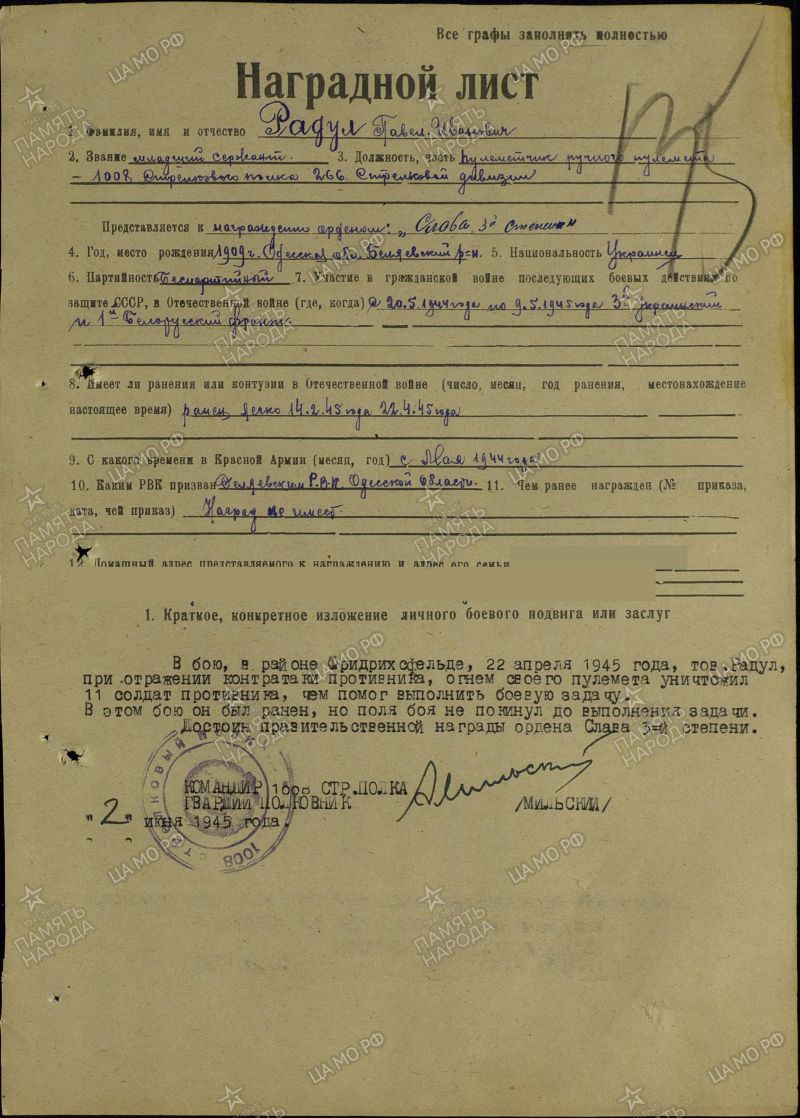 Все графы заполнять полностью
Наградной лист
1. Фамилия, имя и отчество Радул Павел Иванович
2. Звание младший сержант. 3. Должность, часть пулеметчик ручного пулемета
- 1008 Стрелкового полка 266 Стрелковой дивизии
Представляется к награждению орденом: „Слава 3й степени"
4. Год, место рождения 1909 г. Одесская обл. Беляевский р-н. 5. Национальность Украинец
6. Партийность Беспартийный 7. Участие в гражданской войне последующих боевых действиях по
защите СССР, в Отечественной войне (где, когда) с 20.5.1944 года по 9.5.1945 года 3й украинский
и 1й Белорусский фронт.
8. Имеет ли ранения или контузии в Отечественной войне (число, месяц, год ранения, местонахождение
настоящее время) ранен легко 14.2.45 года 22.4.45 года
9. С какого времени в Красной Армии (месяц, год) с Мая 1944 года
10. Каким РВК призван Беляевским Р.В.К. Одесской области. 11. Чем ранее награжден (№ приказа,
дата, чей приказ) Наград не имеет.
12. Домашный адрес представляемого к награждению и адрес его семьи
1. Краткое, конкретное изложение личного боевого подвига или заслуг
В бою, в районе Фридрихсфельде, 22 апреля 1945 года, тов.Радул,
при отражении контратаки противника, огнем своего пулемета уничтожил
11 солдат противника, чем помог выполнить боевую задачу.
В этом бою он был ранен, но поля боя не покинул до выполнения задачи.
Достоин правительственной награды ордена Слава 3=й степени.
КОМАНДИР 1008 СТР.ПОЛКА
ГВАРДИИ ПОЛКОВНИК /МИЛЬСКИЙ/
"2" июня 1945 года.
1008
ПАМЯТЬ НАРОДА
ЦА МО РФ